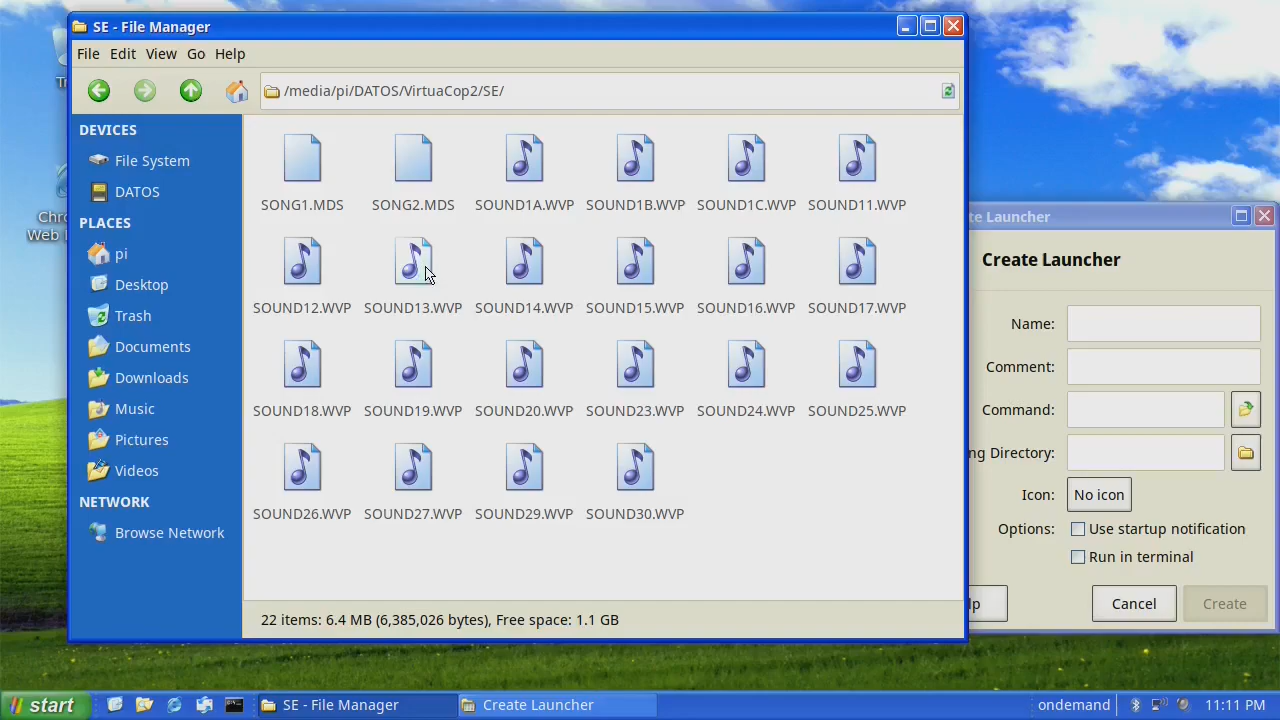 SE - File Manager
File Edit View Go Help
/media/pi/DATOS/VirtuaCop2/SE/
DEVICES
File System
DATOS
PLACES
pi
Desktop
Trash
Documents
Downloads
Music
Pictures
Videos
NETWORK
Browse Network
SONG1.MDS SONG2.MDS SOUND1A.WVP SOUND1B.WVP SOUND1C.WVP SOUND11.WVP
SOUND12.WVP SOUND13.WVP SOUND14.WVP SOUND15.WVP SOUND16.WVP SOUND17.WVP
SOUND18.WVP SOUND19.WVP SOUND20.WVP SOUND23.WVP SOUND24.WVP SOUND25.WVP
SOUND26.WVP SOUND27.WVP SOUND29.WVP SOUND30.WVP
22 items: 6.4 MB (6,385,026 bytes), Free space: 1.1 GB
Tr
Chro
Web
te Launcher
Create Launcher
Name:
Comment:
Command:
ng Directory:
Icon: No icon
Options: Use startup notification
Run in terminal
lp Cancel Create
start SE - File Manager Create Launcher ondemand 11:11 PM